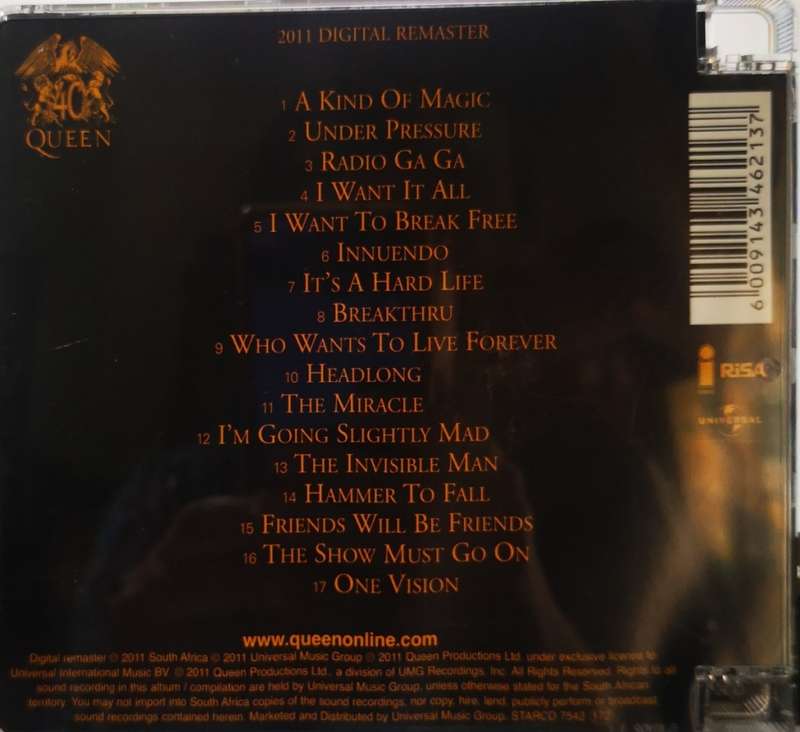 2011 DIGITAL REMASTER
40
QUEEN
1 A KIND OF MAGIC
2 UNDER PRESSURE
3 RADIO GA GA
4 I WANT IT ALL
5 I WANT TO BREAK FREE
6 INNUENDO
7 IT'S A HARD LIFE
8 BREAKTHRU
9 WHO WANTS TO LIVE FOREVER
10 HEADLONG
11 THE MIRACLE
12 I'M GOING SLIGHTLY MAD
13 THE INVISIBLE MAN
14 HAMMER TO FALL
15 FRIENDS WILL BE FRIENDS
16 THE SHOW MUST GO ON
17 ONE VISION
6 009143 462137
i RiSA
UNIVERSAL
www.queenonline.com
Digital remaster ℗ 2011 South Africa ℗ 2011 Universal Music Group ℗ 2011 Queen Productions Ltd. under exclusive license to
Universal International Music BV © 2011 Queen Productions Ltd., a division of UMG Recordings, Inc. All Rights Reserved. Rights to all
sound recording in this album / compilation are held by Universal Music Group, unless otherwise stated for the South African
territory. You may not import into South Africa copies of the sound recordings, nor copy, hire, lend, publicly perform or broadcast
sound recordings contained herein. Marketed and Distributed by Universal Music Group. STARCD 7542